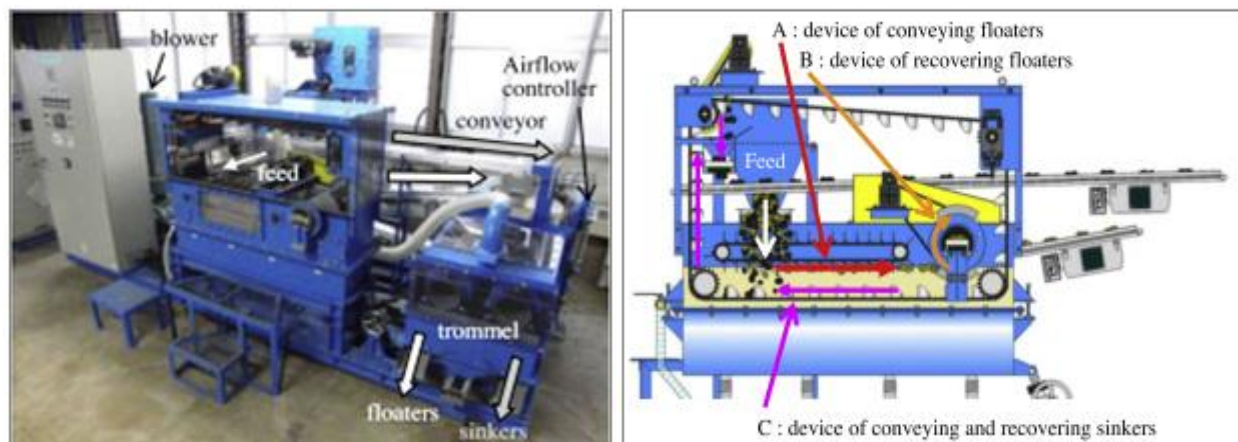 blower
Airflow
controller
conveyor
feed
trommel
floaters
sinkers
A : device of conveying floaters
B : device of recovering floaters
Feed
C : device of conveying and recovering sinkers